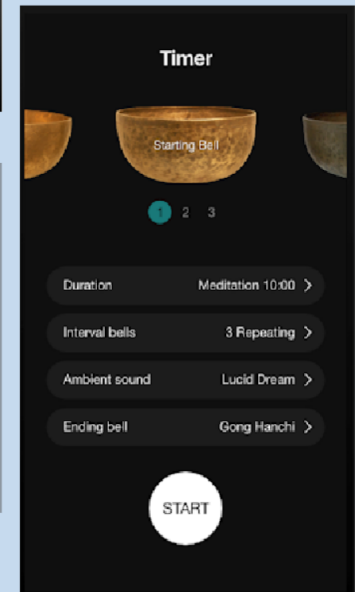 Timer
Starting Bell
1 2 3
Duration Meditation 10:00 >
Interval bells 3 Repeating >
Ambient sound Lucid Dream >
Ending bell Gong Hanchi >
START